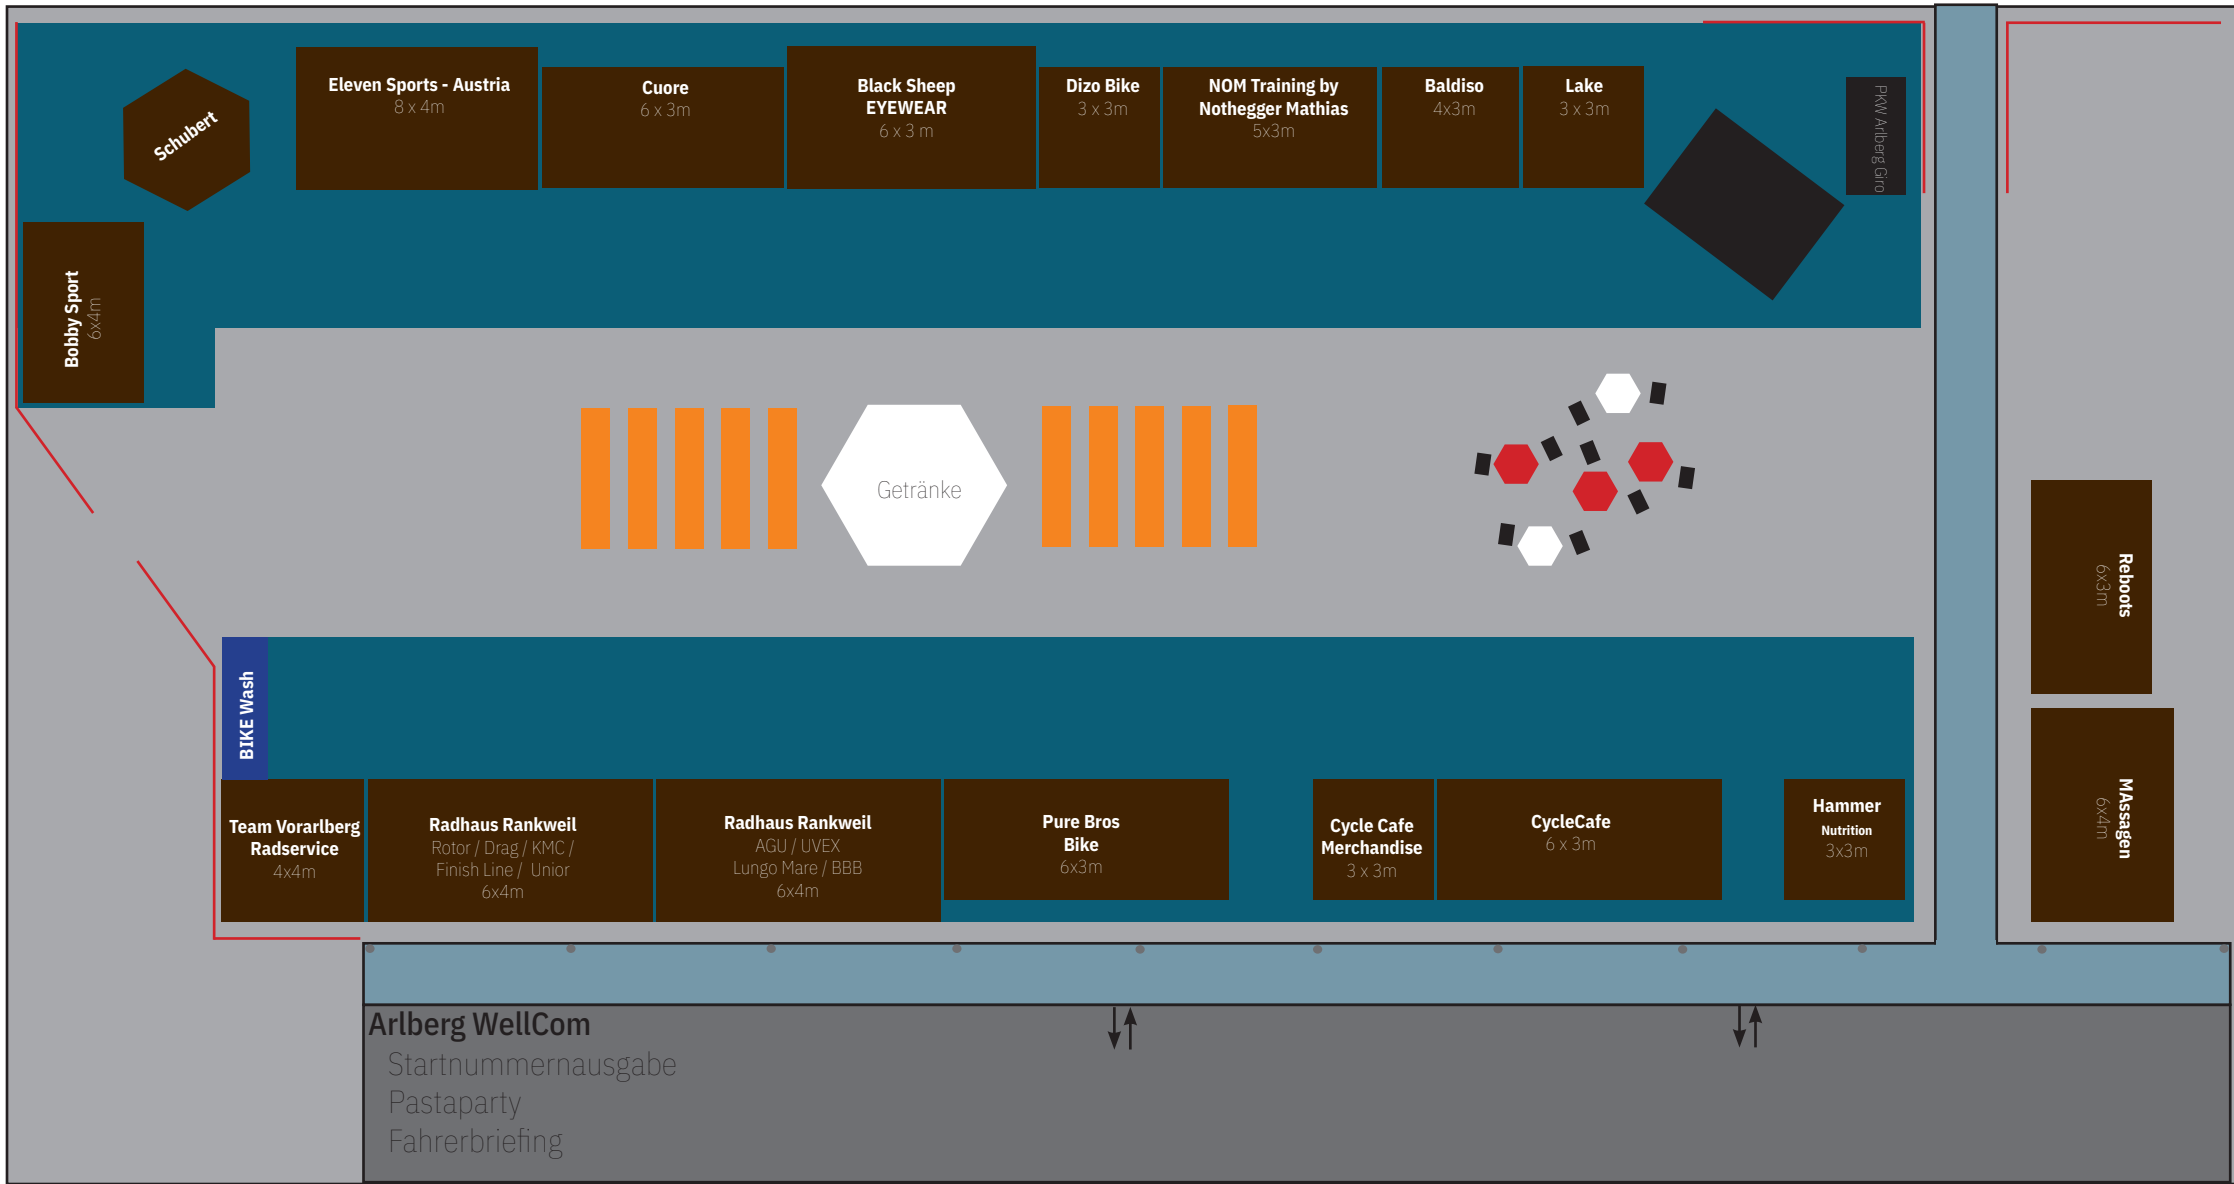 Schubert
Eleven Sports - Austria
8 x 4m
Cuore
6 x 3m
Black Sheep
EYEWEAR
6 x 3 m
Dizo Bike
3 x 3m
NOM Training by
Nothegger Mathias
5x3m
Baldiso
4x3m
Lake
3 x 3m
PKW Arlberg Giro
Bobby Sport
6x4m
Getränke
Reboots
6x3m
MAssagen
6x4m
BIKE Wash
Team Vorarlberg
Radservice
4x4m
Radhaus Rankweil
Rotor / Drag / KMC /
Finish Line / Unior
6x4m
Radhaus Rankweil
AGU / UVEX
Lungo Mare / BBB
6x4m
Pure Bros
Bike
6x3m
Cycle Cafe
Merchandise
3 x 3m
CycleCafe
6 x 3m
Hammer
Nutrition
3x3m
Arlberg WellCom
Startnummernausgabe
Pastaparty
Fahrerbriefing